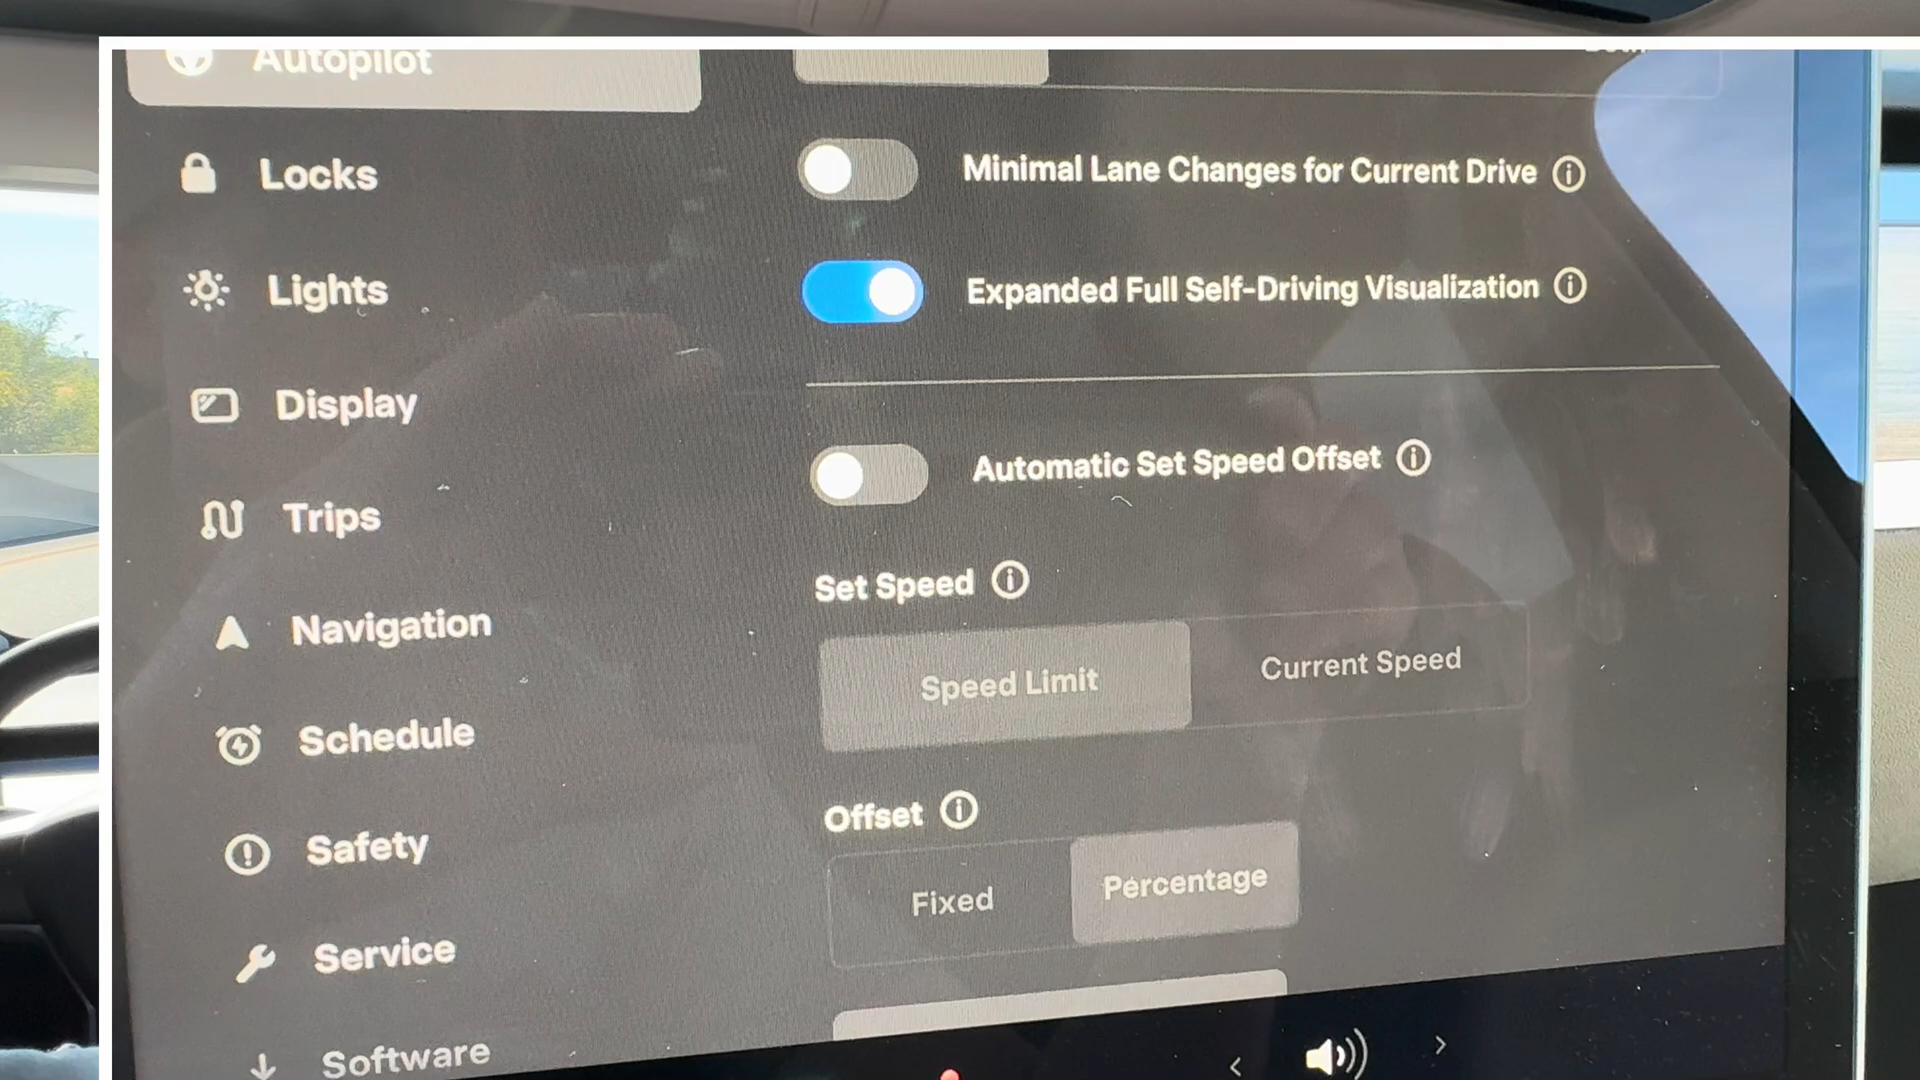 Autopilot
Locks
Lights
Display
Trips
Navigation
Schedule
Safety
Service
Software
Both
Minimal Lane Changes for Current Drive
Expanded Full Self-Driving Visualization
Automatic Set Speed Offset
Set Speed
Speed Limit
Current Speed
Offset
Fixed
Percentage